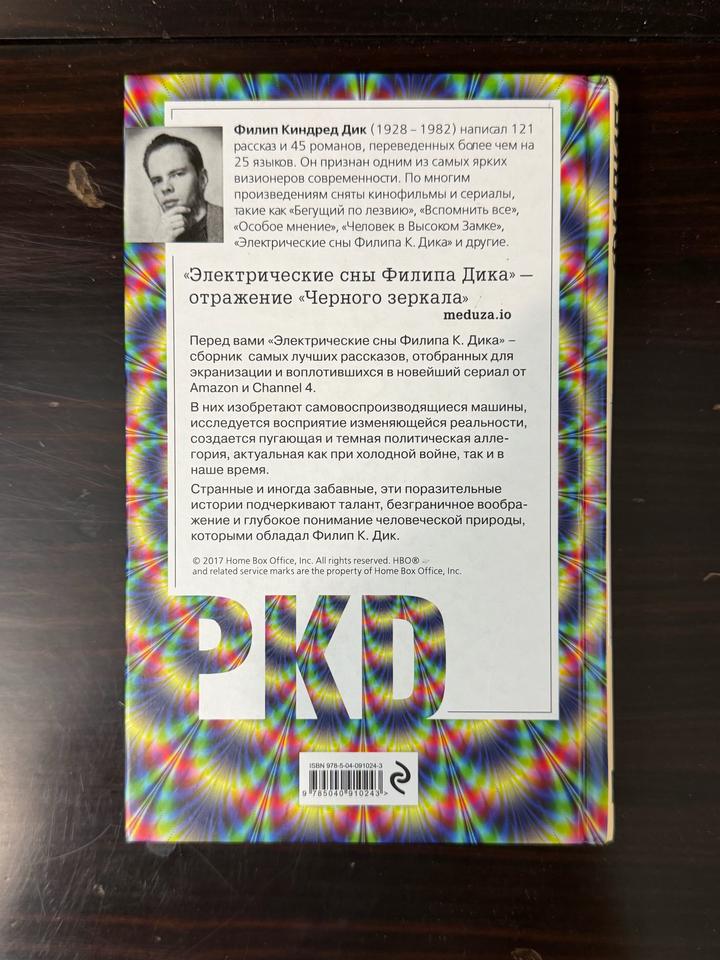 Филип Киндред Дик (1928 – 1982) написал 121
рассказ и 45 романов, переведенных более чем на
25 языков. Он признан одним из самых ярких
визионеров современности. По многим
произведениям сняты кинофильмы и сериалы,
такие как «Бегущий по лезвию», «Вспомнить все»,
«Особое мнение», «Человек в Высоком Замке»,
«Электрические сны Филипа К. Дика» и другие.
«Электрические сны Филипа Дика» —
отражение «Черного зеркала»
meduza.io
Перед вами «Электрические сны Филипа К. Дика» –
сборник самых лучших рассказов, отобранных для
экранизации и воплотившихся в новейший сериал от
Amazon и Channel 4.
В них изобретают самовоспроизводящиеся машины,
исследуется восприятие изменяющейся реальности,
создается пугающая и темная политическая алле-
гория, актуальная как при холодной войне, так и в
наше время.
Странные и иногда забавные, эти поразительные
истории подчеркивают талант, безграничное вообра-
жение и глубокое понимание человеческой природы,
которыми обладал Филип К. Дик.
© 2017 Home Box Office, Inc. All rights reserved. HBO®
and related service marks are the property of Home Box Office, Inc.
PKD
ISBN 978-5-04-091024-3
9 785040 910243 >